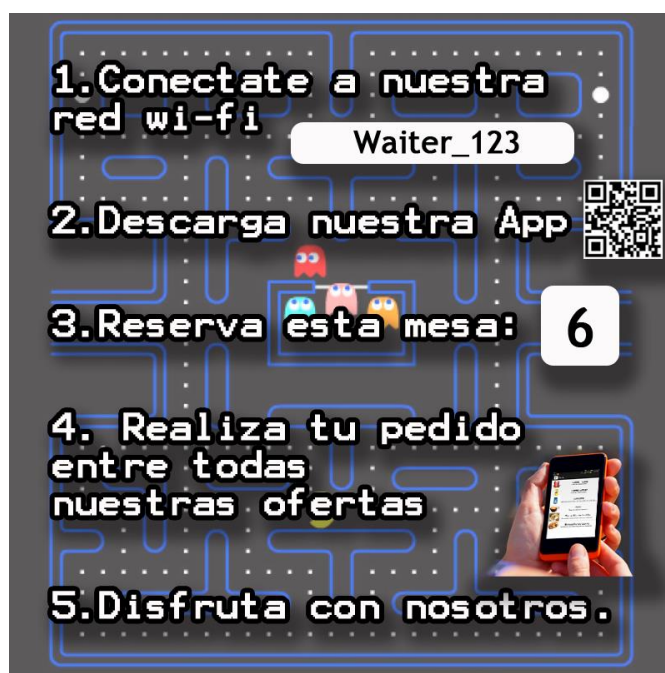 1.Conectate a nuestra
red wi-fi
Waiter_123
2.Descarga nuestra App
3.Reserva esta mesa:
6
4. Realiza tu pedido
entre todas
nuestras ofertas
5.Disfruta con nosotros.